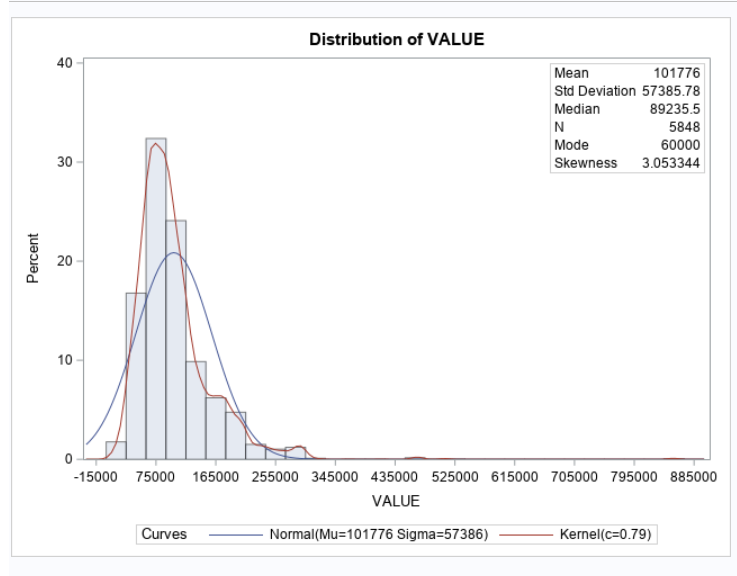 Distribution of VALUE
Mean 101776
Std Deviation 57385.78
Median 89235.5
N 5848
Mode 60000
Skewness 3.053344
40
30
20
10
0
Percent
-15000 75000 165000 255000 345000 435000 525000 615000 705000 795000 885000
VALUE
Curves Normal(Mu=101776 Sigma=57386) Kernel(c=0.79)